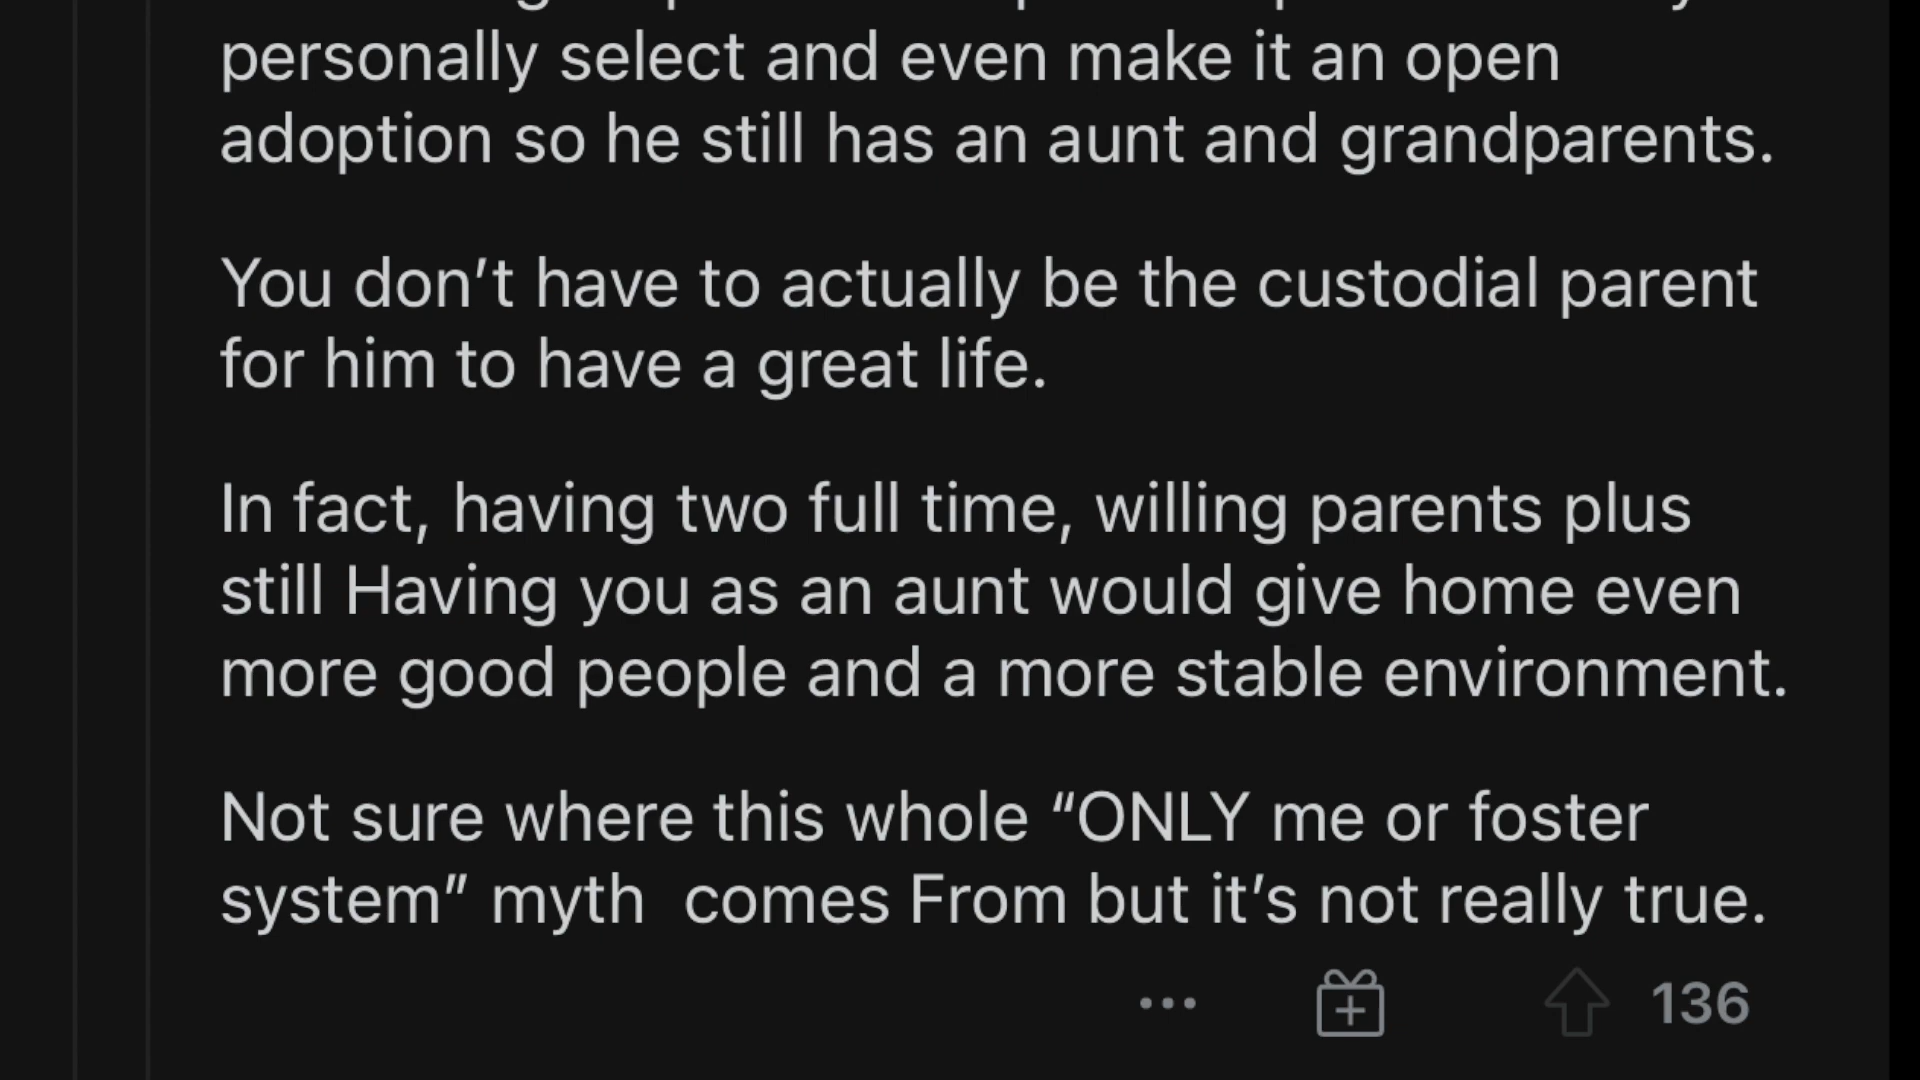 personally select and even make it an open
adoption so he still has an aunt and grandparents.
You don’t have to actually be the custodial parent
for him to have a great life.
In fact, having two full time, willing parents plus
still Having you as an aunt would give home even
more good people and a more stable environment.
Not sure where this whole “ONLY me or foster
system” myth  comes From but it’s not really true.
136